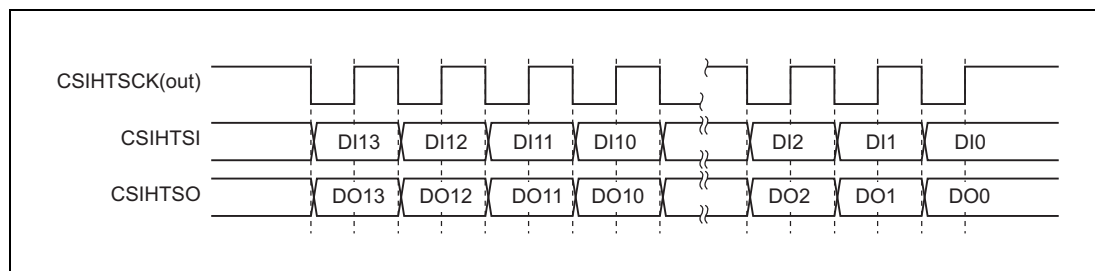 CSIHTSCK(out)
CSIHTSI DI13 DI12 DI11 DI10 DI2 DI1 DI0
CSIHTSO DO13 DO12 DO11 DO10 DO2 DO1 DO0